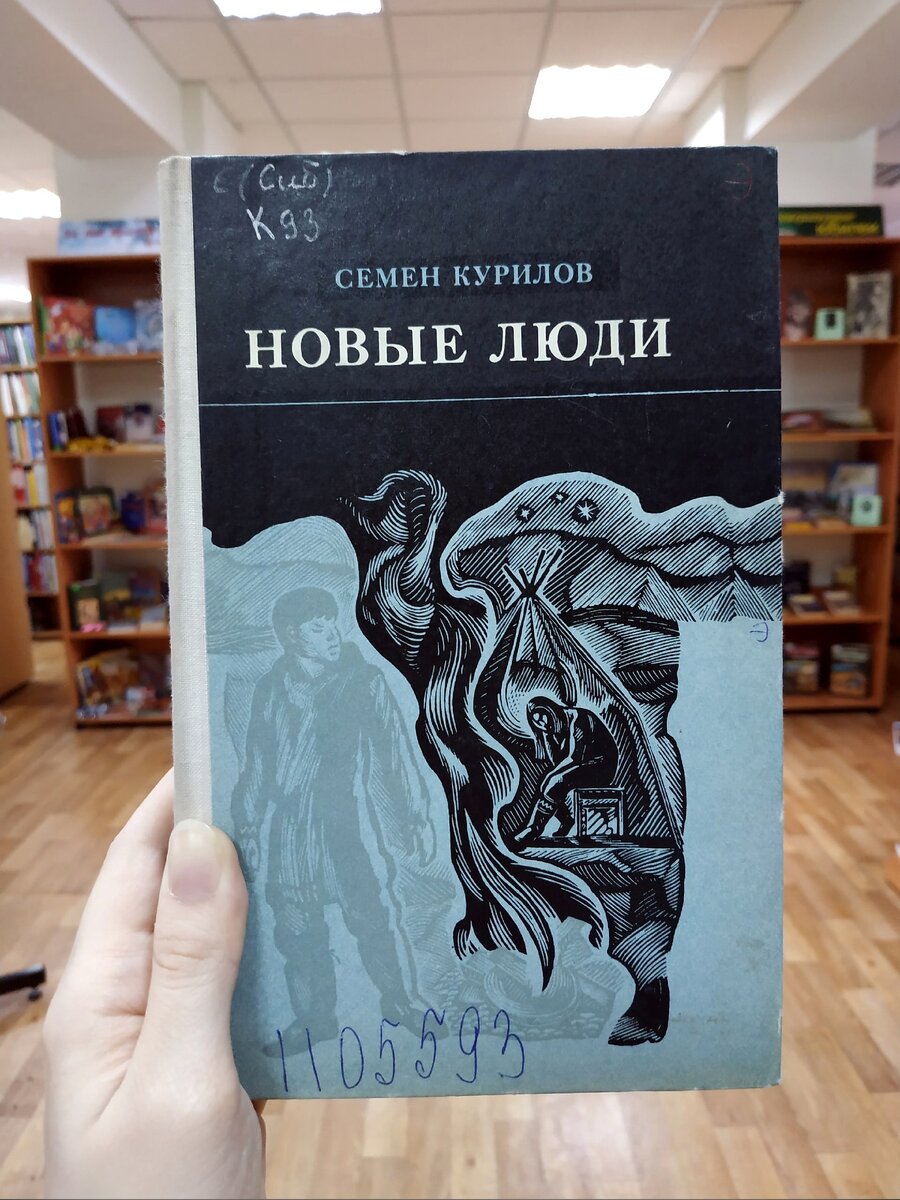 (Сиб)
К93
СЕМЕН КУРИЛОВ
НОВЫЕ ЛЮДИ
Э
1105593